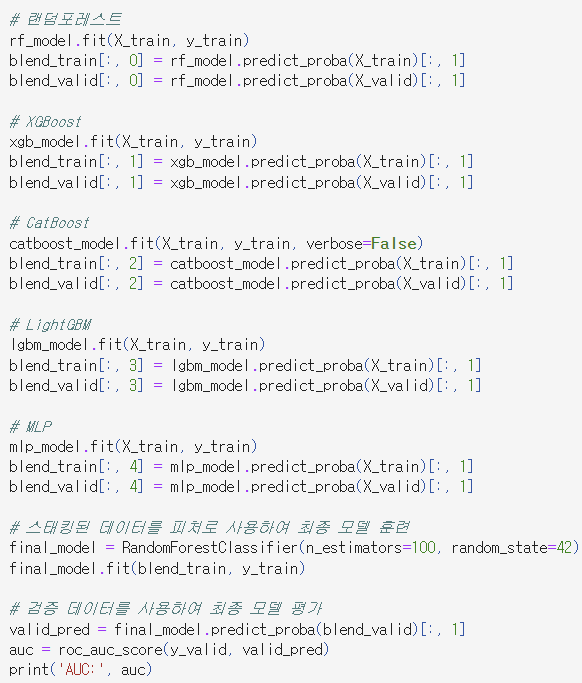 # 랜덤포레스트
rf_model.fit(X_train, y_train)
blend_train[:, 0] = rf_model.predict_proba(X_train)[:, 1]
blend_valid[:, 0] = rf_model.predict_proba(X_valid)[:, 1]

# XGBoost
xgb_model.fit(X_train, y_train)
blend_train[:, 1] = xgb_model.predict_proba(X_train)[:, 1]
blend_valid[:, 1] = xgb_model.predict_proba(X_valid)[:, 1]

# CatBoost
catboost_model.fit(X_train, y_train, verbose=False)
blend_train[:, 2] = catboost_model.predict_proba(X_train)[:, 1]
blend_valid[:, 2] = catboost_model.predict_proba(X_valid)[:, 1]

# LightGBM
lgbm_model.fit(X_train, y_train)
blend_train[:, 3] = lgbm_model.predict_proba(X_train)[:, 1]
blend_valid[:, 3] = lgbm_model.predict_proba(X_valid)[:, 1]

# MLP
mlp_model.fit(X_train, y_train)
blend_train[:, 4] = mlp_model.predict_proba(X_train)[:, 1]
blend_valid[:, 4] = mlp_model.predict_proba(X_valid)[:, 1]

# 스태킹된 데이터를 피처로 사용하여 최종 모델 훈련
final_model = RandomForestClassifier(n_estimators=100, random_state=42)
final_model.fit(blend_train, y_train)

# 검증 데이터를 사용하여 최종 모델 평가
valid_pred = final_model.predict_proba(blend_valid)[:, 1]
auc = roc_auc_score(y_valid, valid_pred)
print('AUC:', auc)